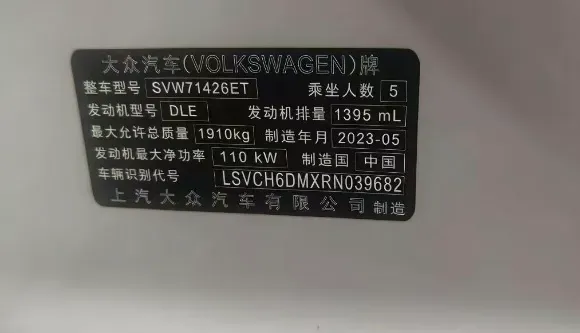 大众汽车(VOLKSWAGEN)牌
整车型号 SVW71426ET 乘坐人数 5
发动机型号 DLE 发动机排量 1395 mL
最大允许总质量 1910kg 制造年月 2023-05
发动机最大净功率 110 kW 制造国 中国
车辆识别代号 LSVCH6DMXRN039682
上汽大众汽车有限公司 制造